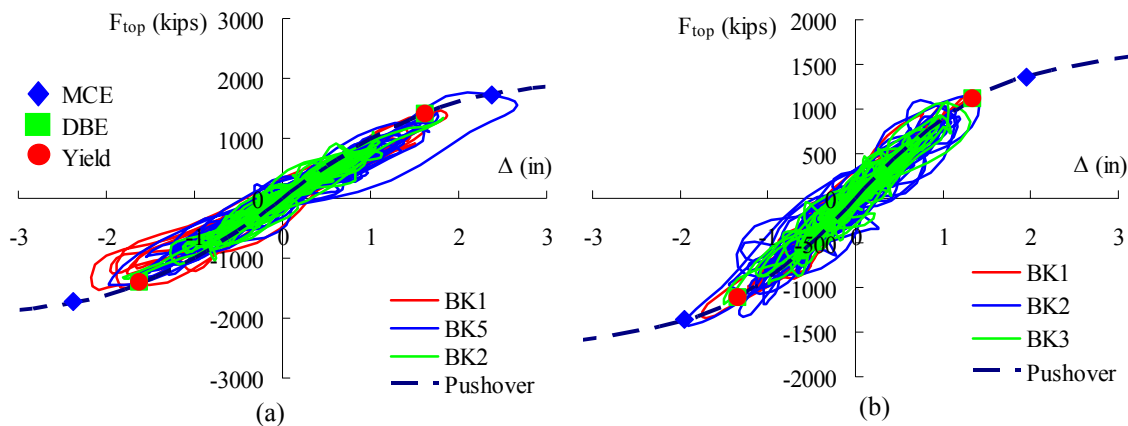 F_top (kips)
3000
2000
1000
0
-1000
-2000
-3000
-3 -2 -1 0 1 2 3
Δ (in)
MCE
DBE
Yield
BK1
BK5
BK2
Pushover
(a)
F_top (kips)
2000
1500
1000
500
0
-500
-1000
-1500
-2000
-3 -2 -1 0 1 2 3
Δ (in)
BK1
BK2
BK3
Pushover
(b)